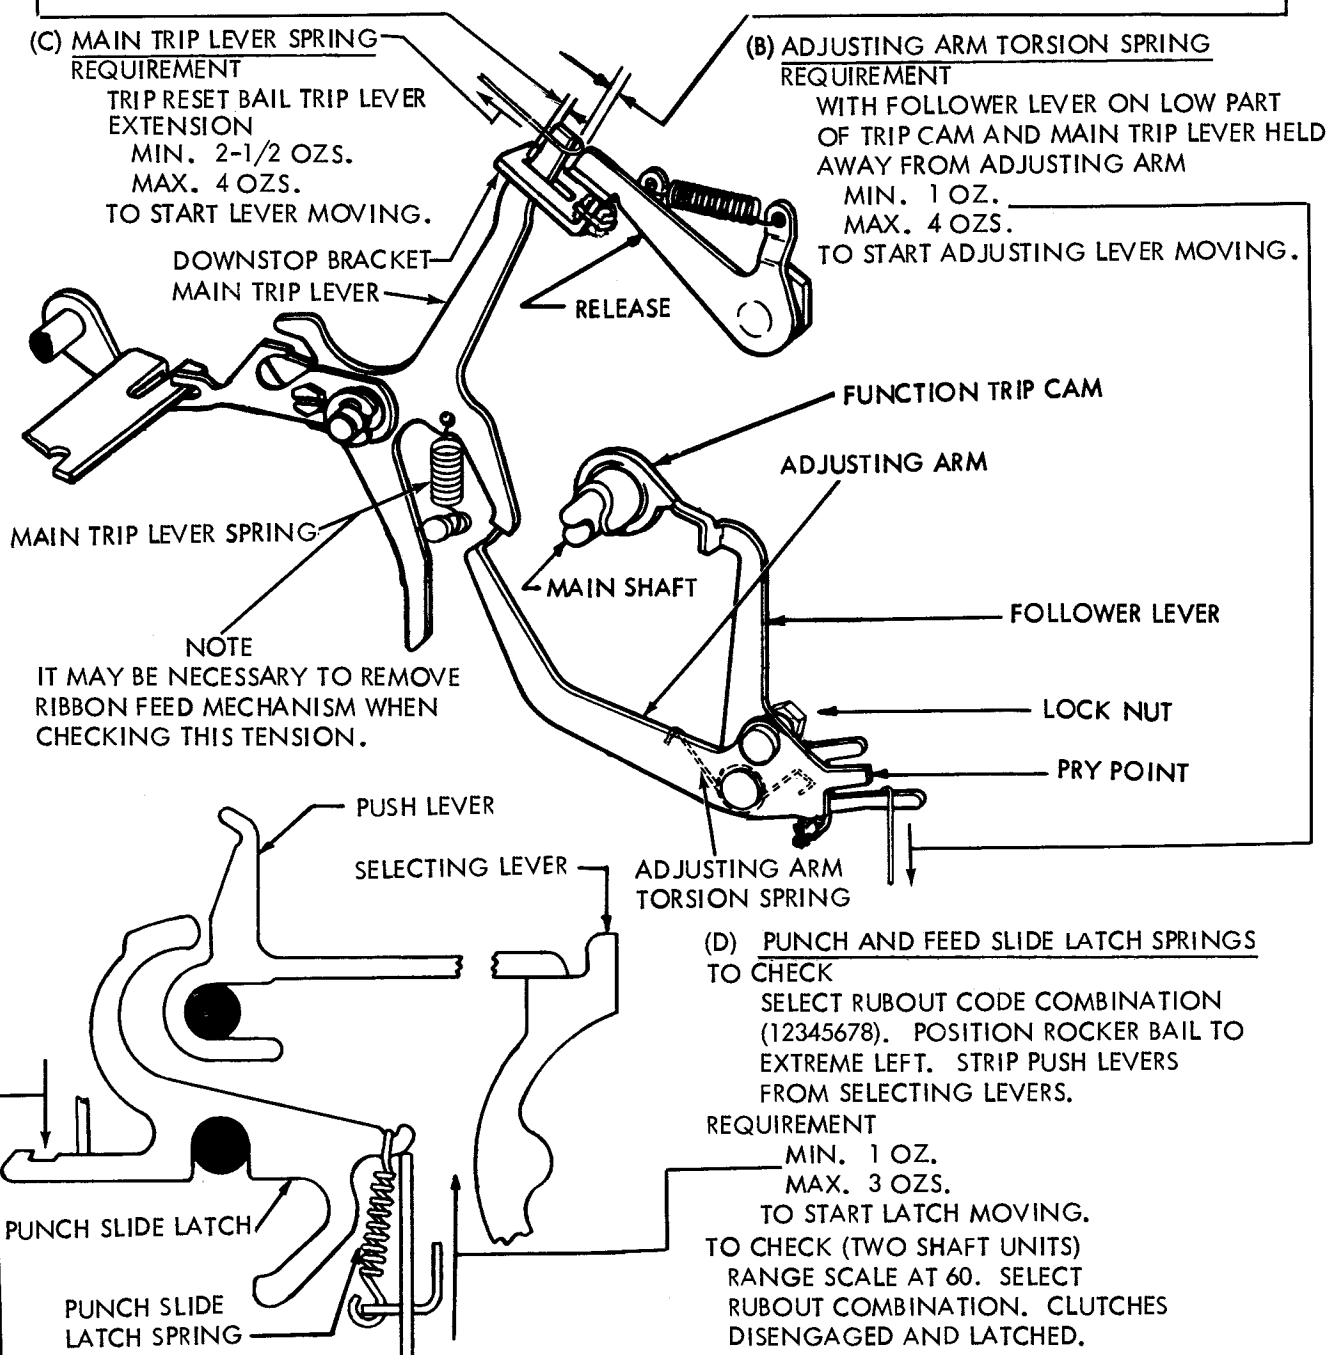 (C) MAIN TRIP LEVER SPRING
REQUIREMENT
TRIP RESET BAIL TRIP LEVER
EXTENSION
MIN. 2-1/2 OZS.
MAX. 4 OZS.
TO START LEVER MOVING.
(B) ADJUSTING ARM TORSION SPRING
REQUIREMENT
WITH FOLLOWER LEVER ON LOW PART
OF TRIP CAM AND MAIN TRIP LEVER HELD
AWAY FROM ADJUSTING ARM
MIN. 1 OZ.
MAX. 4 OZS.
TO START ADJUSTING LEVER MOVING.
DOWNSTOP BRACKET
MAIN TRIP LEVER
RELEASE
FUNCTION TRIP CAM
ADJUSTING ARM
MAIN TRIP LEVER SPRING
MAIN SHAFT
FOLLOWER LEVER
NOTE
IT MAY BE NECESSARY TO REMOVE
RIBBON FEED MECHANISM WHEN
CHECKING THIS TENSION.
LOCK NUT
PRY POINT
PUSH LEVER
SELECTING LEVER
ADJUSTING ARM
TORSION SPRING
(D) PUNCH AND FEED SLIDE LATCH SPRINGS
TO CHECK
SELECT RUBOUT CODE COMBINATION
(12345678). POSITION ROCKER BAIL TO
EXTREME LEFT. STRIP PUSH LEVERS
FROM SELECTING LEVERS.
REQUIREMENT
MIN. 1 OZ.
MAX. 3 OZS.
TO START LATCH MOVING.
TO CHECK (TWO SHAFT UNITS)
RANGE SCALE AT 60. SELECT
RUBOUT COMBINATION. CLUTCHES
DISENGAGED AND LATCHED.
PUNCH SLIDE LATCH
PUNCH SLIDE
LATCH SPRING